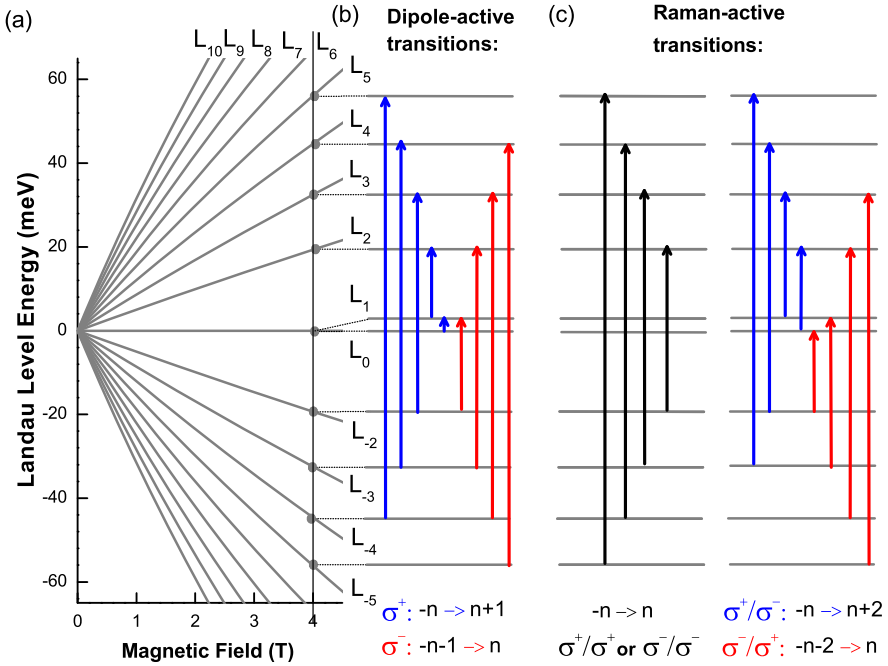 (a)
L10 L9 L8 L7 L6
L5
L4
L3
L2
L1
L0
L-2
L-3
L-4
L-5
60
40
20
0
-20
-40
-60
Landau Level Energy (meV)
0 1 2 3 4
Magnetic Field (T)
(b) Dipole-active
transitions:
σ⁺: -n → n+1
σ⁻: -n-1 → n
(c) Raman-active
transitions:
-n → n
σ⁺/σ⁺ or σ⁻/σ⁻
σ⁺/σ⁻: -n → n+2
σ⁻/σ⁺: -n-2 → n